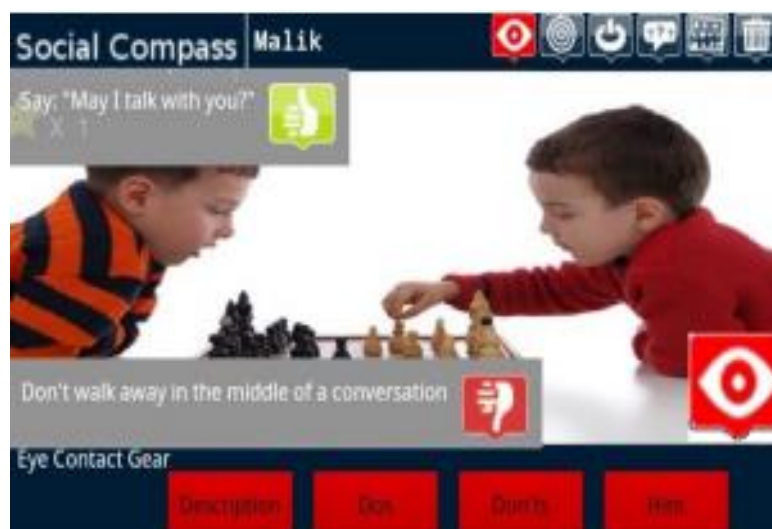 Social Compass
Malik
Say: "May I talk with you?"
X 1
Don't walk away in the middle of a conversation
Eye Contact Gear
Description
Dos
Don'ts
Hint